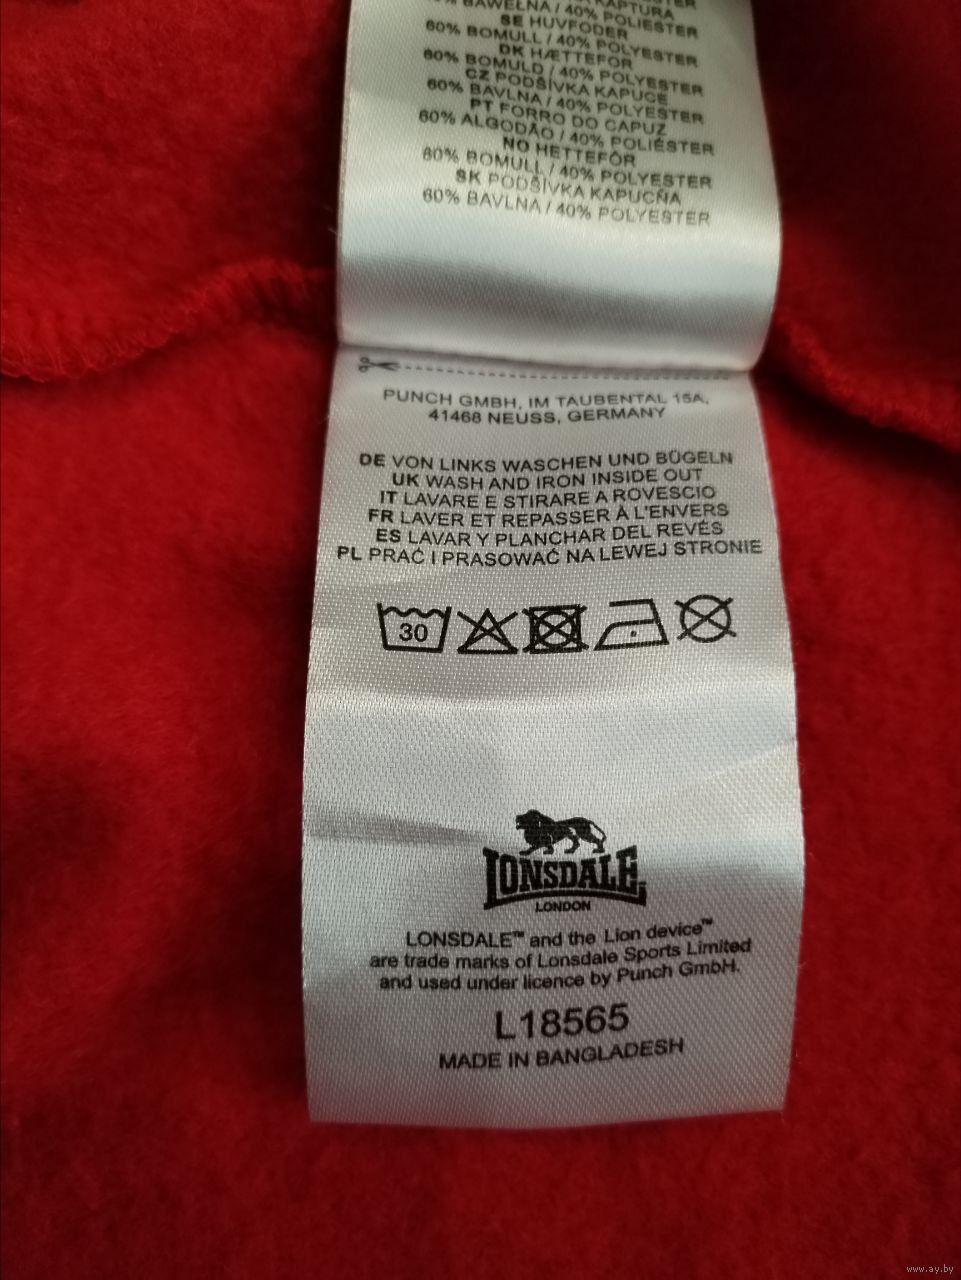 BAWEŁNA / 40% POLIESTER
SE HUVFODER
60% BOMULL / 40% POLYESTER
DK HÆTTEFOR
60% BOMULD / 40% POLYESTER
CZ PODŠÍVKA KAPUCE
60% BAVLNA / 40% POLYESTER
PT FORRO DO CAPUZ
60% ALGODÃO / 40% POLIÉSTER
NO HETTEFÔR
60% BOMULL / 40% POLYESTER
SK PODŠÍVKA KAPUCŇA
60% BAVLNA / 40% POLYESTER
PUNCH GMBH, IM TAUBENTAL 15A,
41468 NEUSS, GERMANY
DE VON LINKS WASCHEN UND BÜGELN
UK WASH AND IRON INSIDE OUT
IT LAVARE E STIRARE A ROVESCIO
FR LAVER ET REPASSER À L'ENVERS
ES LAVAR Y PLANCHAR DEL REVÉS
PL PRAĆ I PRASOWAĆ NA LEWEJ STRONIE
30
LONSDALE
LONDON
LONSDALE™ and the Lion device™
are trade marks of Lonsdale Sports Limited
and used under licence by Punch GmbH.
L18565
MADE IN BANGLADESH
www.ay.by